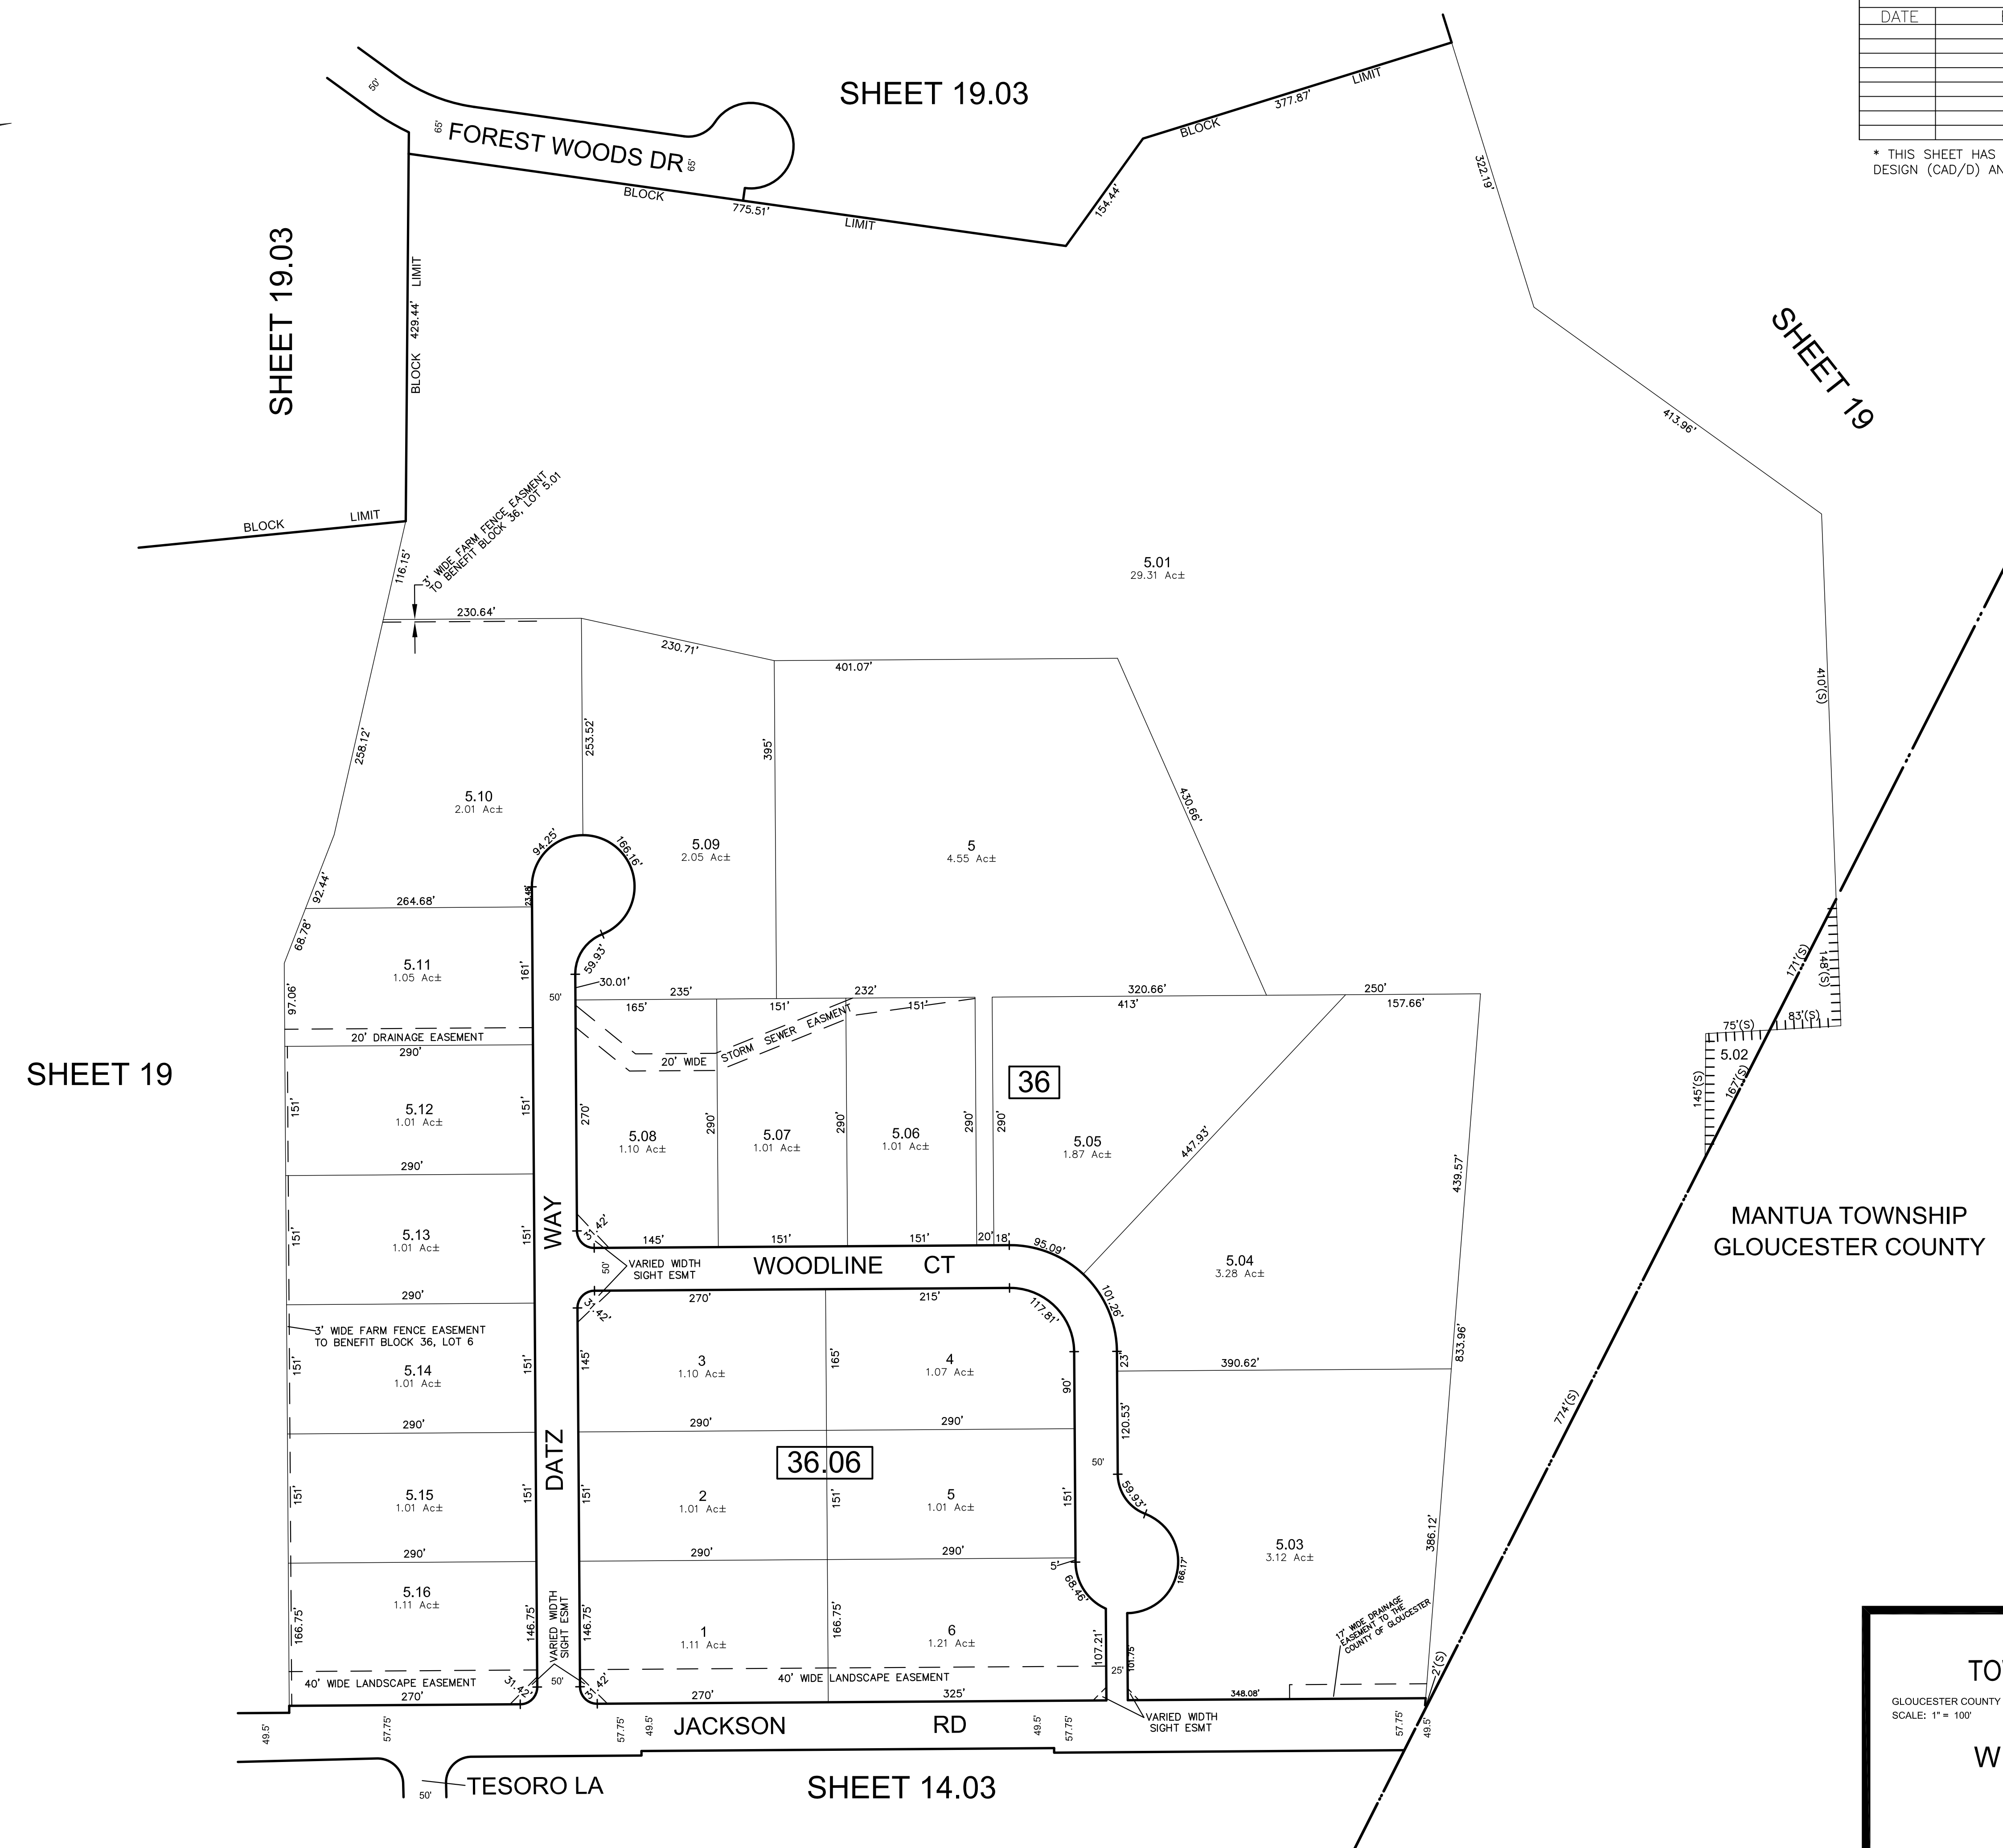 DATE
* THIS SHEET HAS
DESIGN (CAD/D) AN
SHEET 19.03
BLOCK
377.87'
LIMIT
50'
65'
FOREST WOODS DR
65'
BLOCK
775.51'
LIMIT
154.44'
322.19'
SHEET 19.03
BLOCK
429.44'
LIMIT
SHEET 19
413.96'
BLOCK
LIMIT
3' WIDE FARM FENCE EASMENT
TO BENEFIT BLOCK 36, LOT 5.01
116.15'
5.01
29.31 Ac±
230.64'
230.71'
401.07'
410'(S)
258.12'
253.52'
395'
430.66'
5.10
2.01 Ac±
94.25'
166.16'
5.09
2.05 Ac±
5
4.55 Ac±
92.44'
264.68'
23.48'
68.78'
59.93'
171'(S)
148'(S)
5.11
1.05 Ac±
161'
97.06'
50'
30.01'
235'
232'
320.66'
250'
165'
151'
151'
413'
157.66'
83'(S)
75'(S)
20' DRAINAGE EASEMENT
290'
20' WIDE
STORM SEWER EASMENT
5.02
145'(S)
167'(S)
SHEET 19
36
151'
5.12
1.01 Ac±
151'
270'
5.08
1.10 Ac±
290'
5.07
1.01 Ac±
290'
5.06
1.01 Ac±
290'
290'
5.05
1.87 Ac±
447.93'
439.57'
290'
151'
5.13
1.01 Ac±
151'
WAY
31.42'
145'
151'
151'
20'
18'
95.09'
MANTUA TOWNSHIP
GLOUCESTER COUNTY
50'
VARIED WIDTH
SIGHT ESMT
WOODLINE CT
5.04
3.28 Ac±
290'
31.42'
270'
215'
117.81'
101.26'
3' WIDE FARM FENCE EASEMENT
TO BENEFIT BLOCK 36, LOT 6
151'
5.14
1.01 Ac±
151'
145'
3
1.10 Ac±
165'
4
1.07 Ac±
90'
23'
390.62'
833.96'
774'(S)
290'
290'
290'
120.53'
DATZ
36.06
50'
151'
5.15
1.01 Ac±
151'
151'
2
1.01 Ac±
151'
5
1.01 Ac±
151'
59.93'
386.12'
290'
290'
290'
5'
68.46'
166.17'
5.03
3.12 Ac±
5.16
1.11 Ac±
166.75'
146.75'
VARIED WIDTH
SIGHT ESMT
146.75'
1
1.11 Ac±
166.75'
6
1.21 Ac±
107.21'
25'
101.75'
17' WIDE DRAINAGE
EASEMENT TO THE
COUNTY OF GLOUCESTER
2'(S)
40' WIDE LANDSCAPE EASEMENT
31.42'
50'
31.42'
40' WIDE LANDSCAPE EASEMENT
270'
270'
325'
348.08'
49.5'
57.75'
57.75'
49.5'
JACKSON RD
49.5'
57.75'
VARIED WIDTH
SIGHT ESMT
57.75'
49.5'
50'
TESORO LA
SHEET 14.03
TO
GLOUCESTER COUNTY
SCALE: 1" = 100'
W